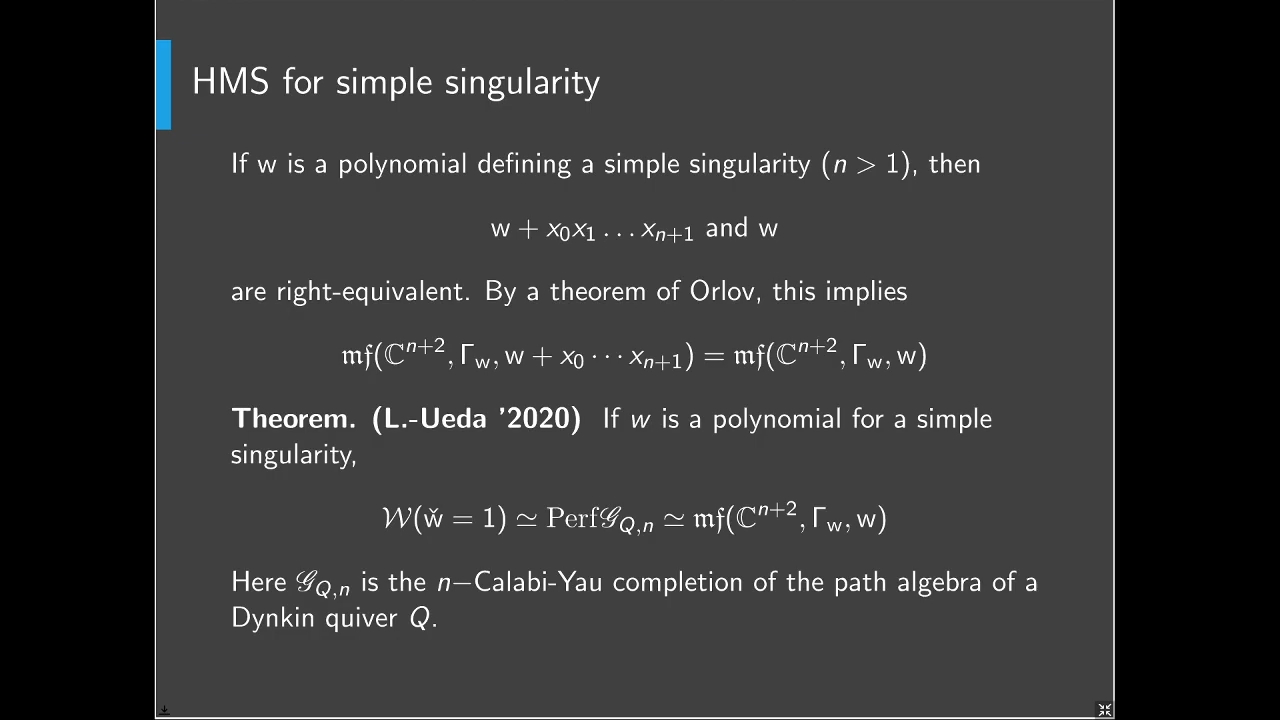 HMS for simple singularity
If w is a polynomial defining a simple singularity (n > 1), then
w + x₀x₁ … xₙ₊₁ and w
are right-equivalent. By a theorem of Orlov, this implies
𝔪𝔣(ℂⁿ⁺², Γ_w, w + x₀ ⋯ xₙ₊₁) = 𝔪𝔣(ℂⁿ⁺², Γ_w, w)
Theorem. (L.-Ueda '2020) If w is a polynomial for a simple
singularity,
𝒲(w̌ = 1) ≃ Perf𝒢_{Q,n} ≃ 𝔪𝔣(ℂⁿ⁺², Γ_w, w)
Here 𝒢_{Q,n} is the n−Calabi-Yau completion of the path algebra of a
Dynkin quiver Q.